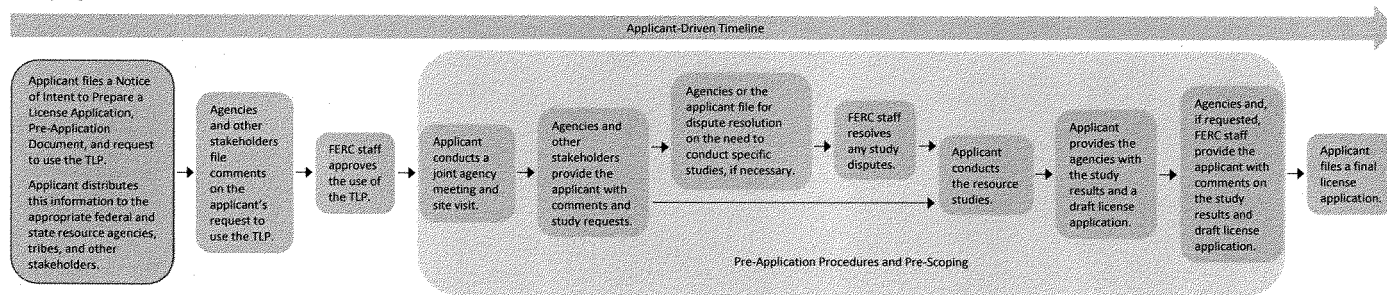 Applicant-Driven Timeline
Applicant files a Notice
of Intent to Prepare a
License Application,
Pre-Application
Document, and request
to use the TLP.
Applicant distributes
this information to the
appropriate federal and
state resource agencies,
tribes, and other
stakeholders.
Agencies
and other
stakeholders
file
comments
on the
applicant's
request to
use the TLP.
FERC staff
approves
the use of
the TLP.
Applicant
conducts a
joint agency
meeting and
site visit.
Agencies and
other
stakeholders
provide the
applicant with
comments and
study requests.
Agencies or the
applicant file for
dispute resolution
on the need to
conduct specific
studies, if necessary.
FERC staff
resolves
any study
disputes.
Applicant
conducts
the resource
studies.
Applicant
provides the
agencies with
the study
results and a
draft license
application.
Agencies and,
if requested,
FERC staff
provide the
applicant with
comments on
the study
results and
draft license
application.
Applicant
files a final
license
application.
Pre-Application Procedures and Pre-Scoping